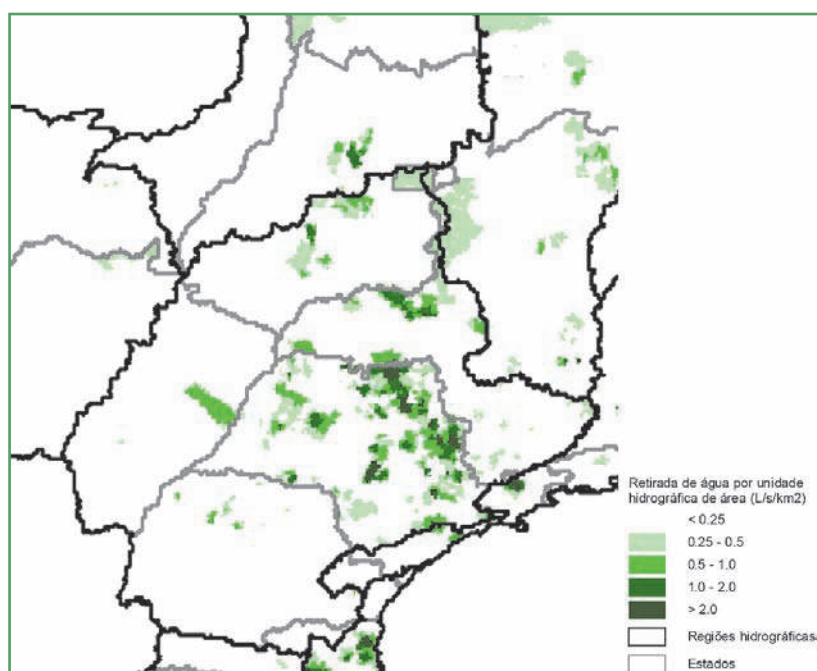 Retirada de água por unidade
hidrográfica de área (L/s/km2)
< 0.25
0.25 - 0.5
0.5 - 1.0
1.0 - 2.0
> 2.0
Regiões hidrográficas
Estados